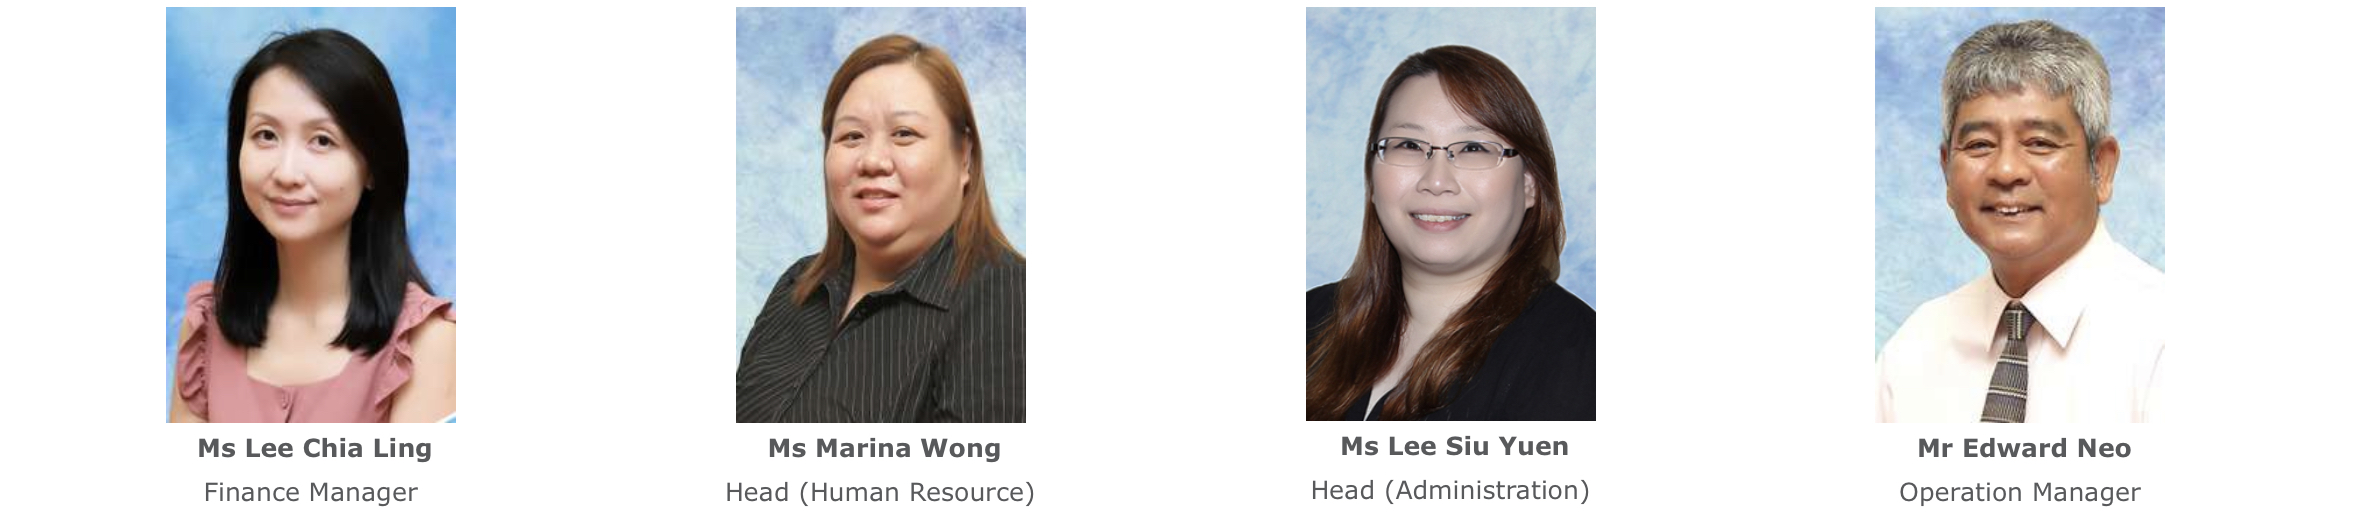 Ms Lee Chia Ling
Finance Manager
Ms Marina Wong
Head (Human Resource)
Ms Lee Siu Yuen
Head (Administration)
Mr Edward Neo
Operation Manager